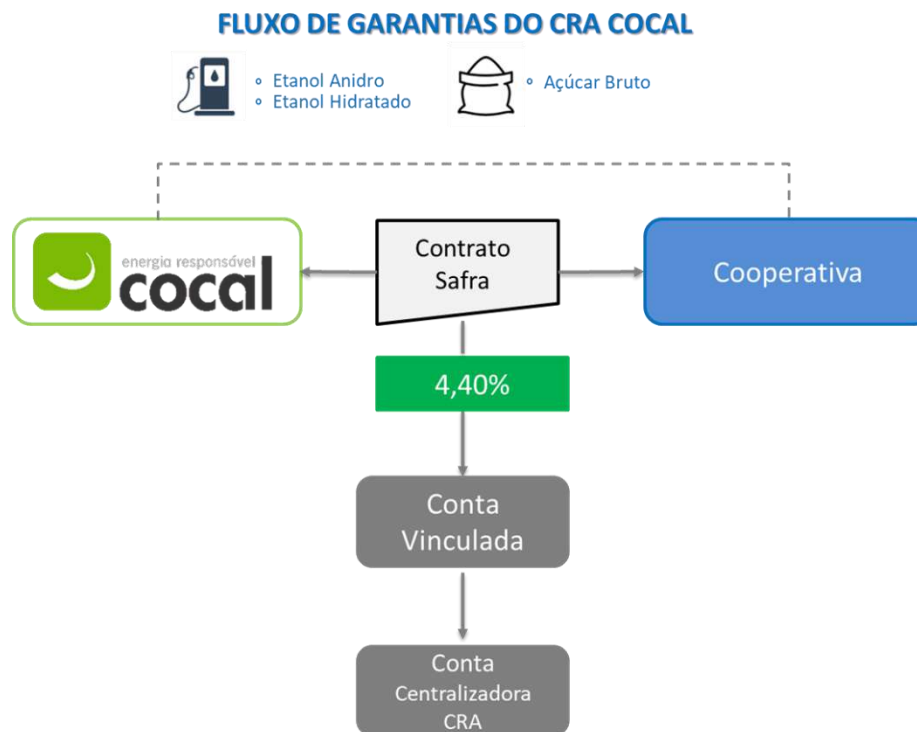 FLUXO DE GARANTIAS DO CRA COCAL
Etanol Anidro
Etanol Hidratado
Açúcar Bruto
energia responsável
cocal
Contrato
Safra
Cooperativa
4,40%
Conta
Vinculada
Conta
Centralizadora
CRA